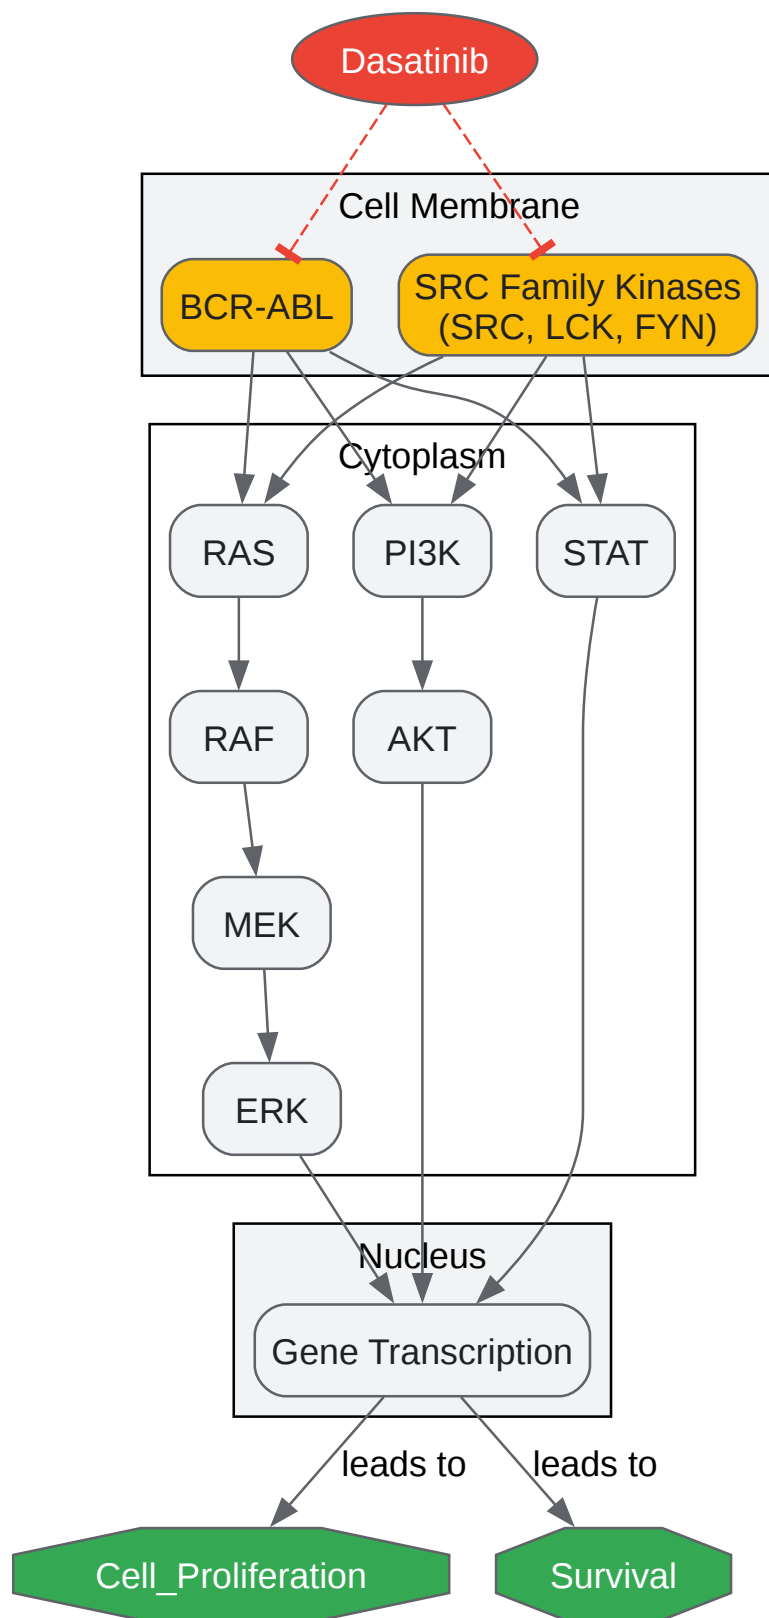 Dasatinib
Cell Membrane
BCR-ABL
SRC Family Kinases
(SRC, LCK, FYN)
Cytoplasm
RAS
PI3K
STAT
RAF
AKT
MEK
ERK
Nucleus
Gene Transcription
leads to
leads to
Cell_Proliferation
Survival